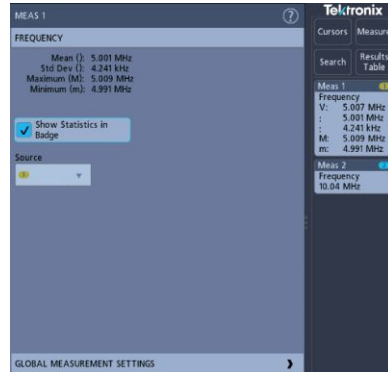 MEAS 1
?
FREQUENCY
Mean (): 5.001 MHz
Std Dev (): 4.241 kHz
Maximum (M): 5.009 MHz
Minimum (m): 4.991 MHz
Show Statistics in
Badge
Source
1
GLOBAL MEASUREMENT SETTINGS
Tektronix
Cursors
Measure
Search
Results
Table
Meas 1
1
Frequency
V: 5.007 MHz
: 5.001 MHz
: 4.241 kHz
M: 5.009 MHz
m: 4.991 MHz
Meas 2
2
Frequency
10.04 MHz